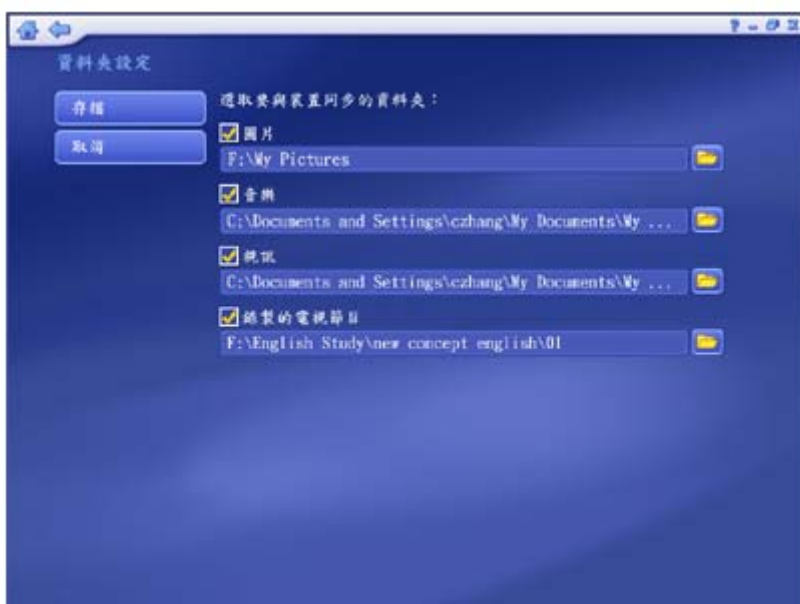 資料夾設定
存檔
取消
選取要與裝置同步的資料夾：
圖片
F:\My Pictures
音樂
C:\Documents and Settings\czhang\My Documents\My ...
視訊
C:\Documents and Settings\czhang\My Documents\My ...
錄製的電視節目
F:\English Study\new concept english\01